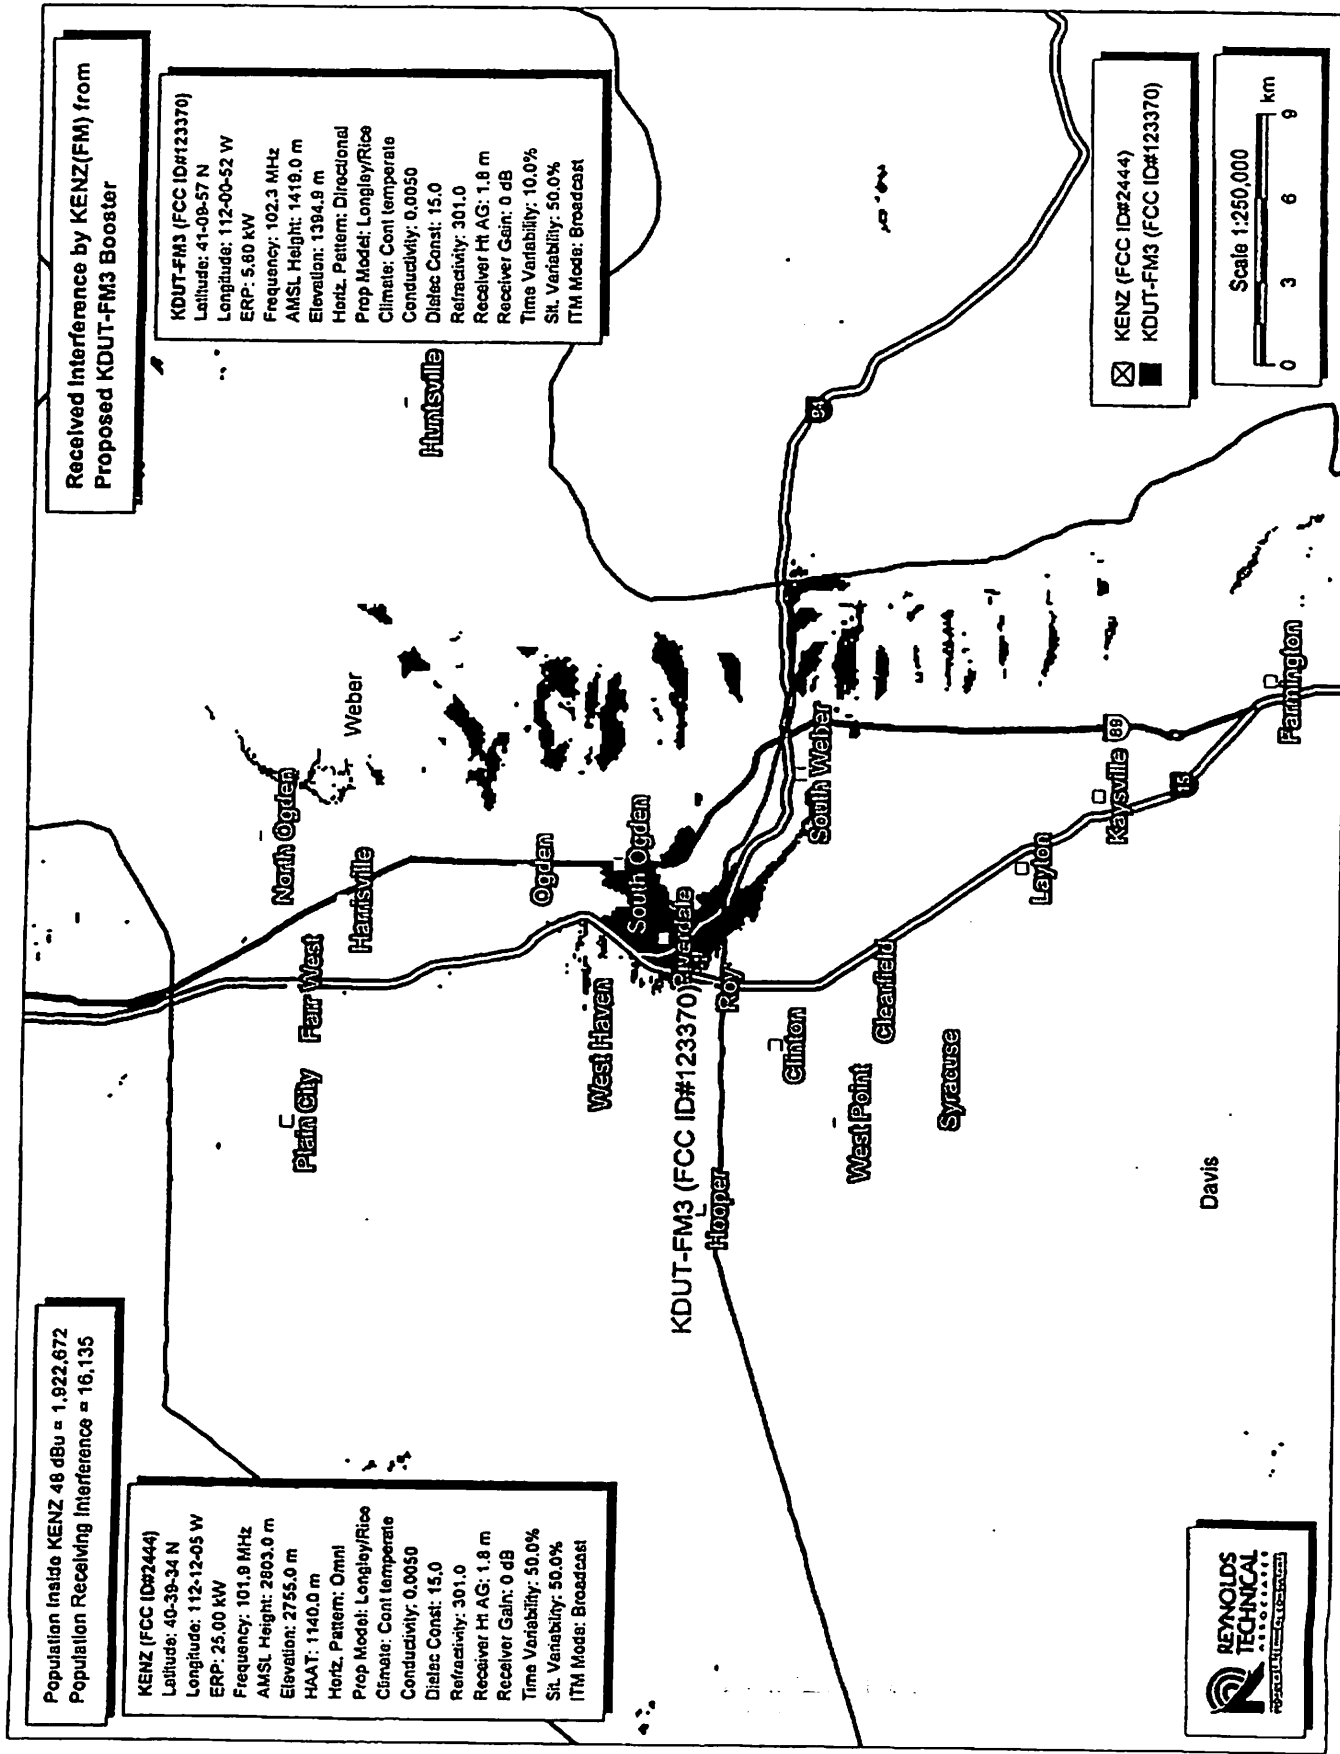 Population Inside KENZ 48 dBu = 1,922,672
Population Receiving Interference = 16,135
KENZ (FCC ID#2444)
Latitude: 40-39-34 N
Longitude: 112-12-05 W
ERP: 25.00 kW
Frequency: 101.9 MHz
AMSL Height: 2803.0 m
Elevation: 2755.0 m
HAAT: 1140.0 m
Horiz. Pattern: Omni
Prop Model: Longley/Rice
Climate: Cont temperate
Conductivity: 0.0050
Dielec Const: 15.0
Refractivity: 301.0
Receiver Ht AG: 1.8 m
Receiver Gain: 0 dB
Time Variability: 50.0%
Sit. Variability: 50.0%
ITM Mode: Broadcast
Received Interference by KENZ(FM) from
Proposed KDUT-FM3 Booster
KDUT-FM3 (FCC ID#123370)
Latitude: 41-09-57 N
Longitude: 112-00-52 W
ERP: 5.60 kW
Frequency: 102.3 MHz
AMSL Height: 1419.0 m
Elevation: 1394.9 m
Horiz. Pattern: Directional
Prop Model: Longley/Rice
Climate: Cont temperate
Conductivity: 0.0050
Dielec Const: 15.0
Refractivity: 301.0
Receiver Ht AG: 1.8 m
Receiver Gain: 0 dB
Time Variability: 10.0%
Sit. Variability: 50.0%
ITM Mode: Broadcast
Plain City
Farr West
North Ogden
Harrisville
Weber
Huntsville
Ogden
West Haven
South Ogden
KDUT-FM3 (FCC ID#123370)
Riverdale
Hooper
Roy
Clinton
South Weber
84
West Point
Clearfield
Syracuse
Layton
Kaysville
89
15
Davis
Farmington
KENZ (FCC ID#2444)
KDUT-FM3 (FCC ID#123370)
Scale 1:250,000
0 3 6 9 km
REYNOLDS
TECHNICAL
ASSOCIATES